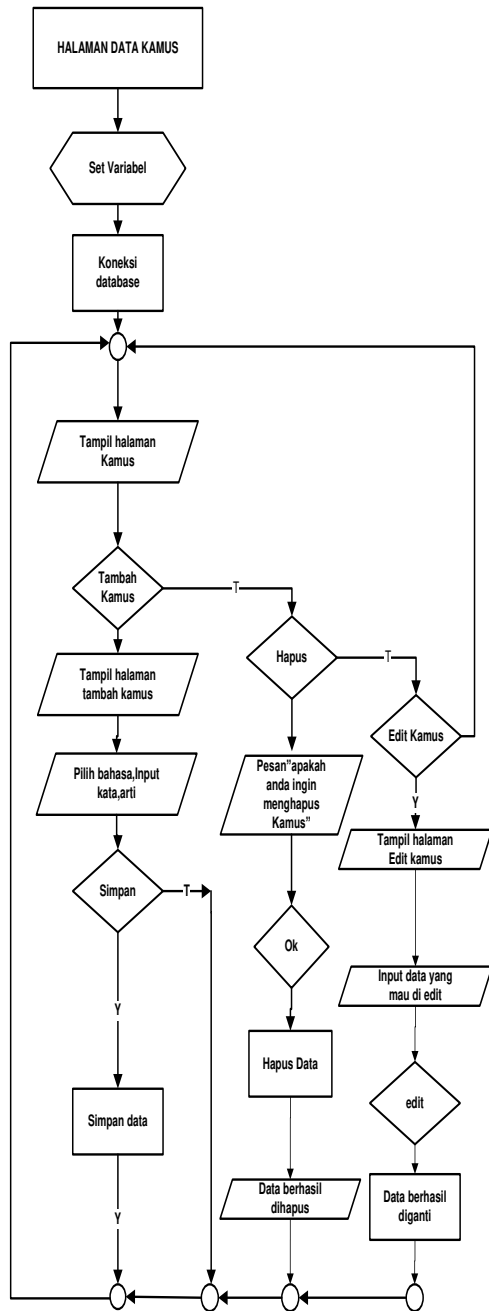 HALAMAN DATA KAMUS
Set Variabel
Koneksi
database
Tampil halaman
Kamus
Tambah
Kamus
T
Hapus
T
Edit Kamus
Y
Tampil halaman
tambah kamus
Pilih bahasa,Input
kata,arti
Simpan
T
Y
Simpan data
Y
Pesan"apakah
anda ingin
menghapus
Kamus"
Ok
Hapus Data
Data berhasil
dihapus
Tampil halaman
Edit kamus
Input data yang
mau di edit
edit
Data berhasil
diganti